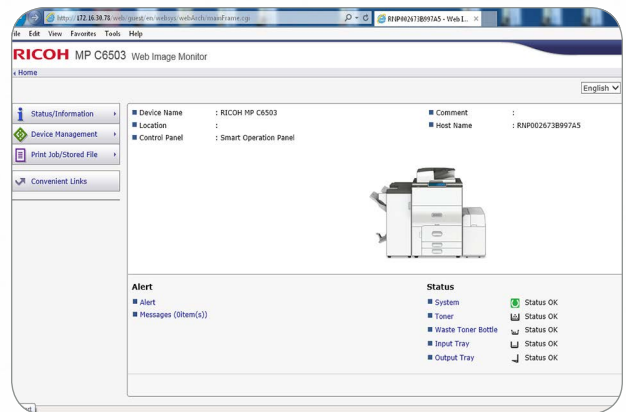 http://172.16.30.78/web/guest/en/websys/webArch/mainFrame.cgi
RNP002673B997A5 - Web I...
File Edit View Favorites Tools Help
RICOH MP C6503 Web Image Monitor
Home
English
Status/Information
Device Management
Print Job/Stored File
Convenient Links
Device Name : RICOH MP C6503
Location :
Control Panel : Smart Operation Panel
Comment :
Host Name : RNP002673B997A5
Alert
Alert
Messages (0item(s))
Status
System Status OK
Toner Status OK
Waste Toner Bottle Status OK
Input Tray Status OK
Output Tray Status OK